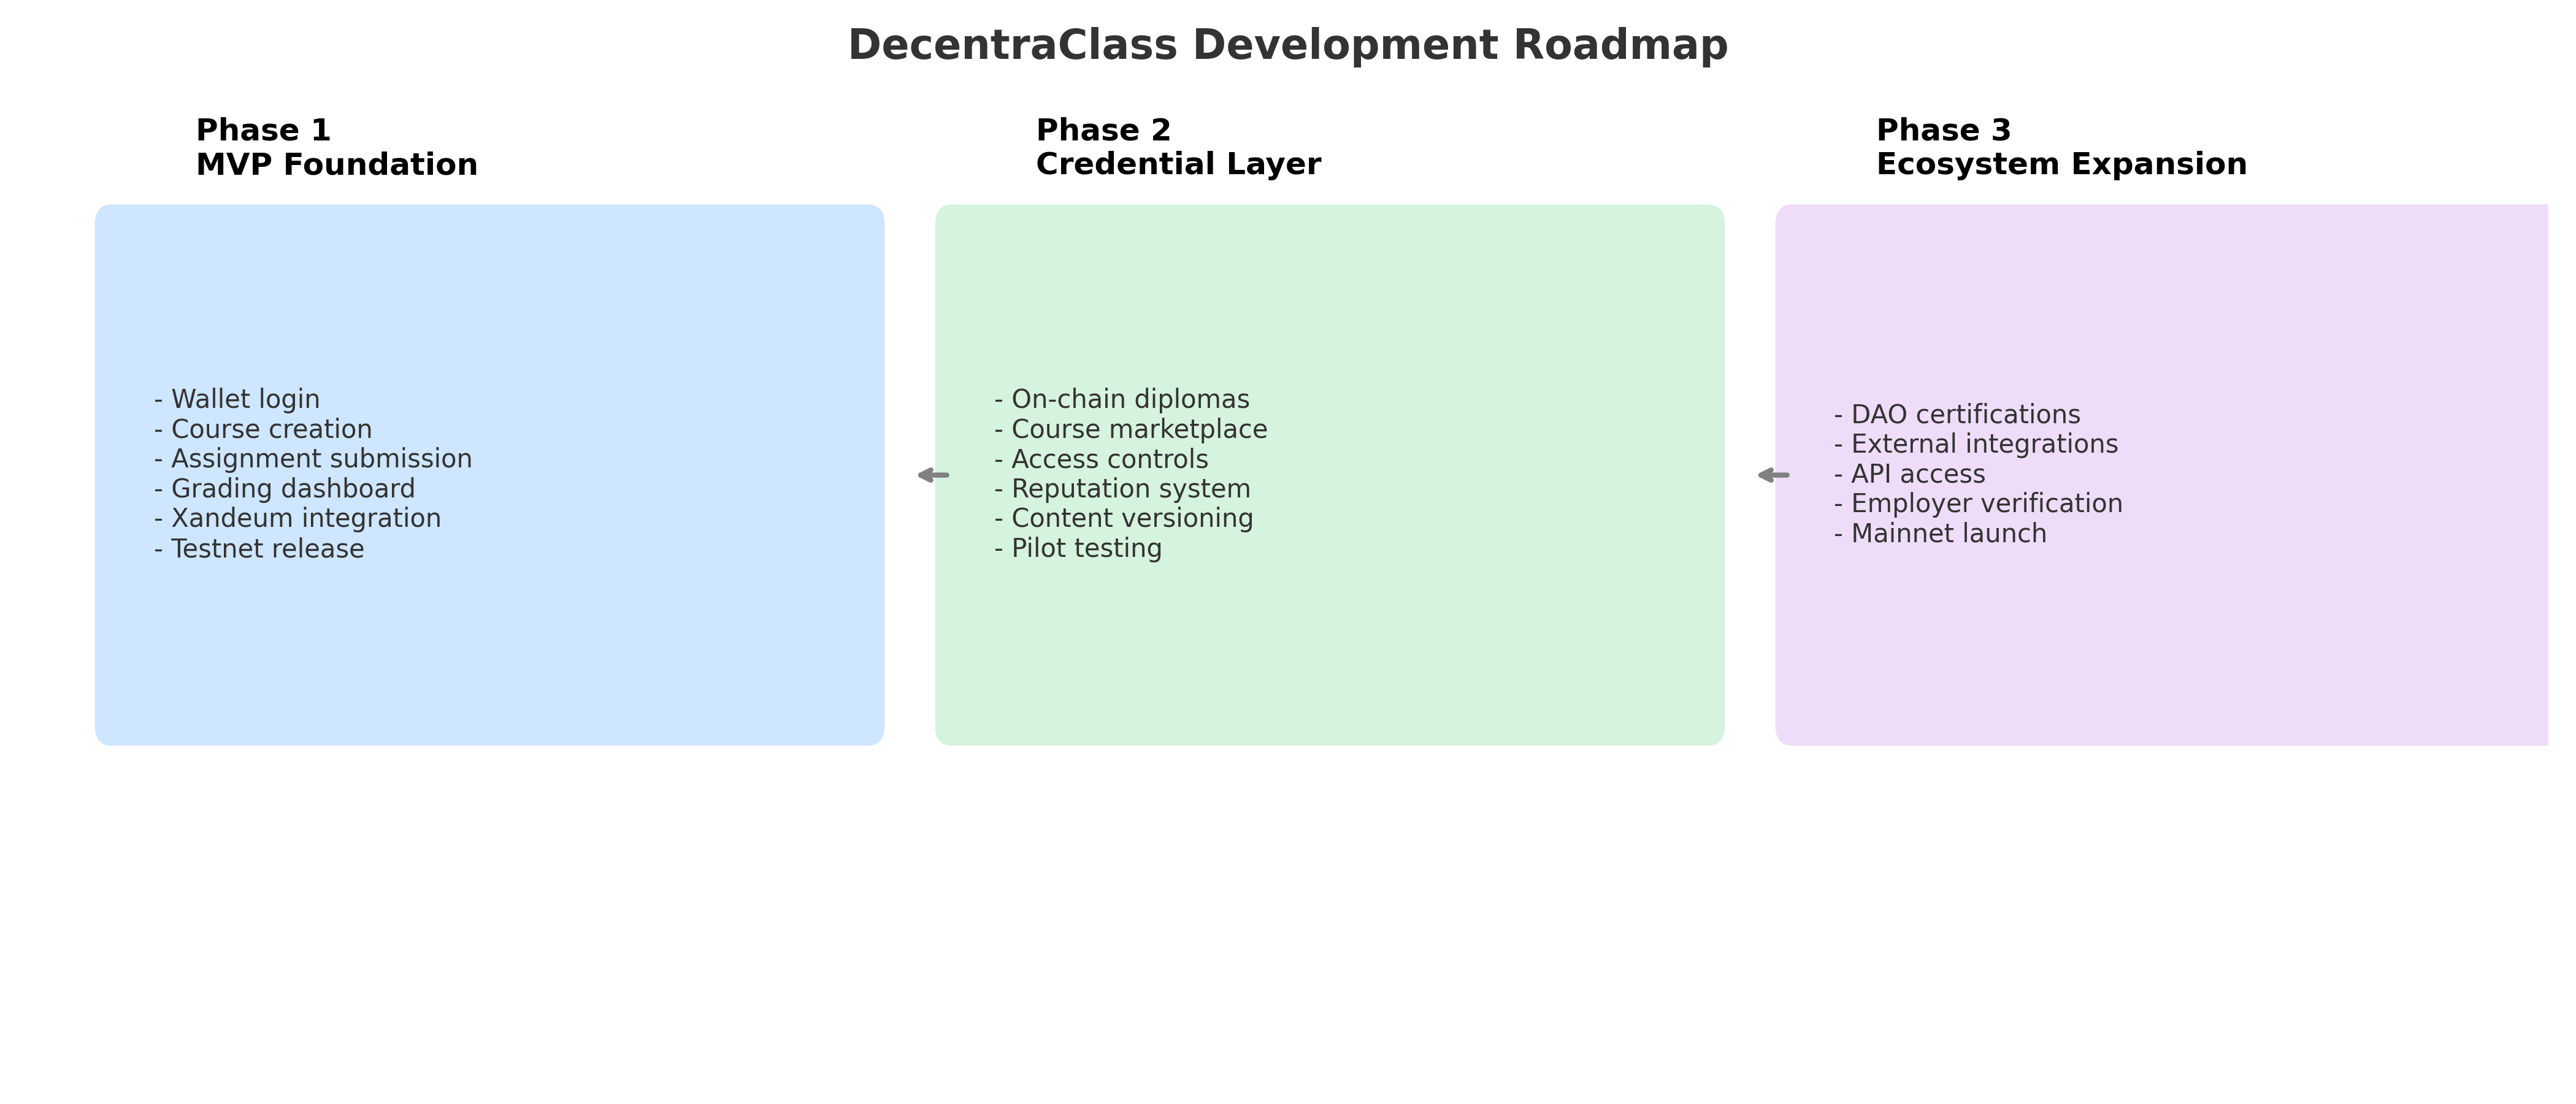 DecentraClass Development Roadmap
Phase 1
MVP Foundation
- Wallet login
- Course creation
- Assignment submission
- Grading dashboard
- Xandeum integration
- Testnet release
Phase 2
Credential Layer
- On-chain diplomas
- Course marketplace
- Access controls
- Reputation system
- Content versioning
- Pilot testing
Phase 3
Ecosystem Expansion
- DAO certifications
- External integrations
- API access
- Employer verification
- Mainnet launch